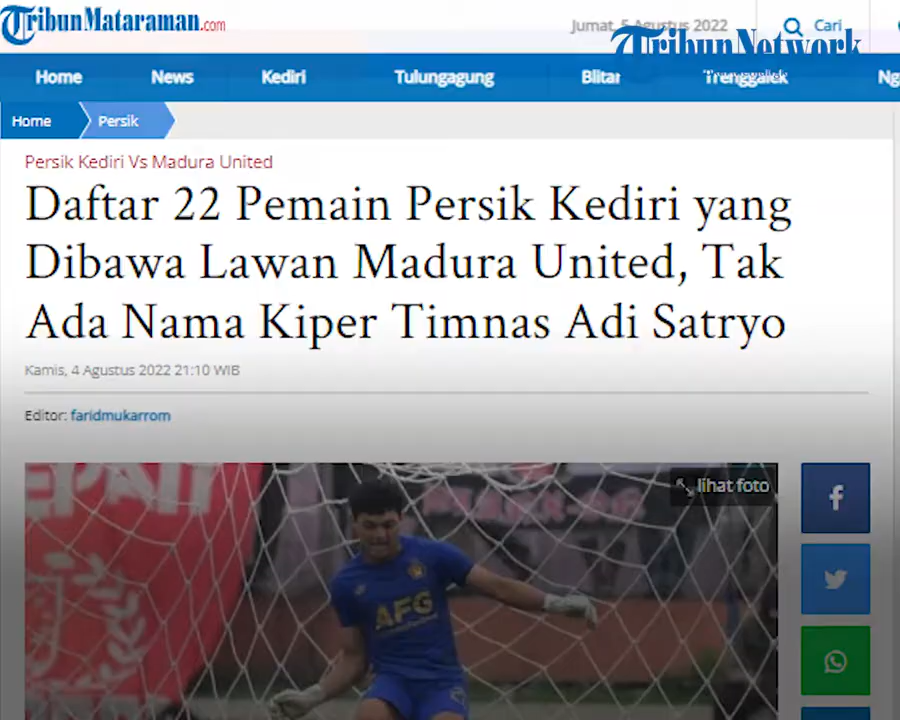 TribunMataraman.com
Jumat, 5 Agustus 2022
Cari
TribunNetwork
Home News Kediri Tulungagung Blitar Trenggalek
Home Persik
Persik Kediri Vs Madura United
Daftar 22 Pemain Persik Kediri yang
Dibawa Lawan Madura United, Tak
Ada Nama Kiper Timnas Adi Satryo
Kamis, 4 Agustus 2022 21:10 WIB
Editor: faridmukarrom
lihat foto
AFG